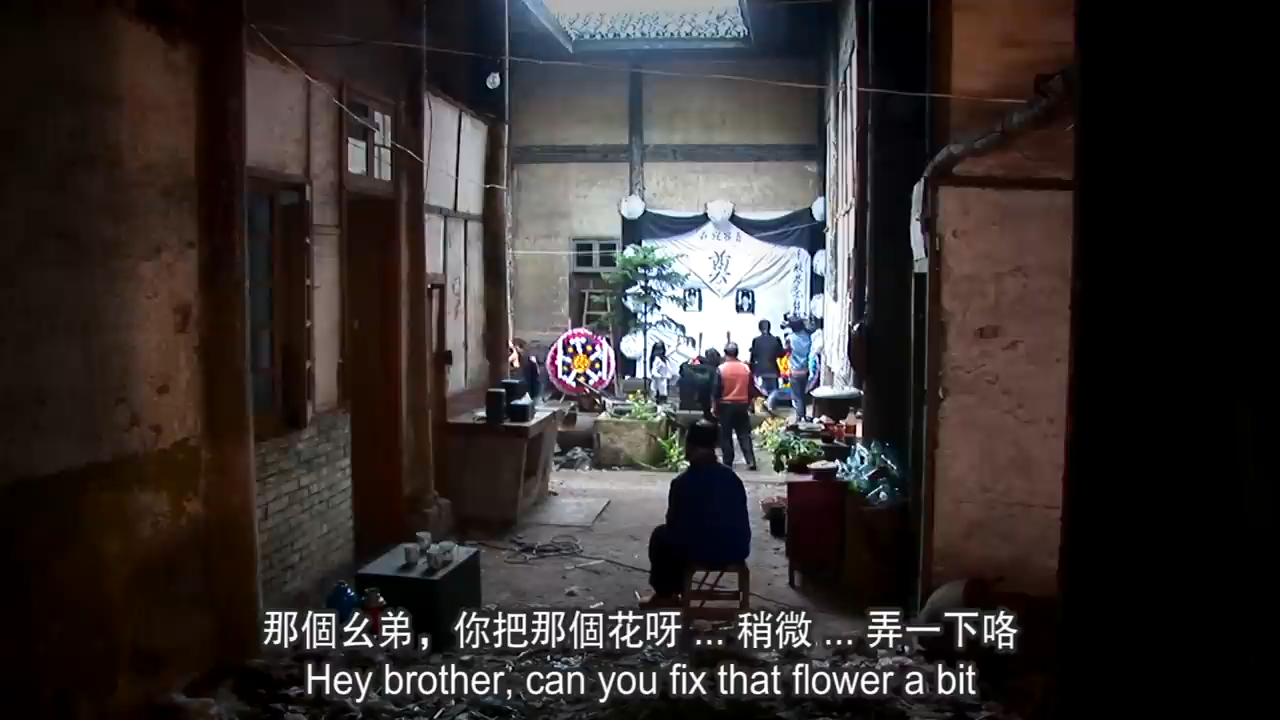 奠
那個幺弟，你把那個花呀 ... 稍微 ... 弄一下咯
Hey brother, can you fix that flower a bit